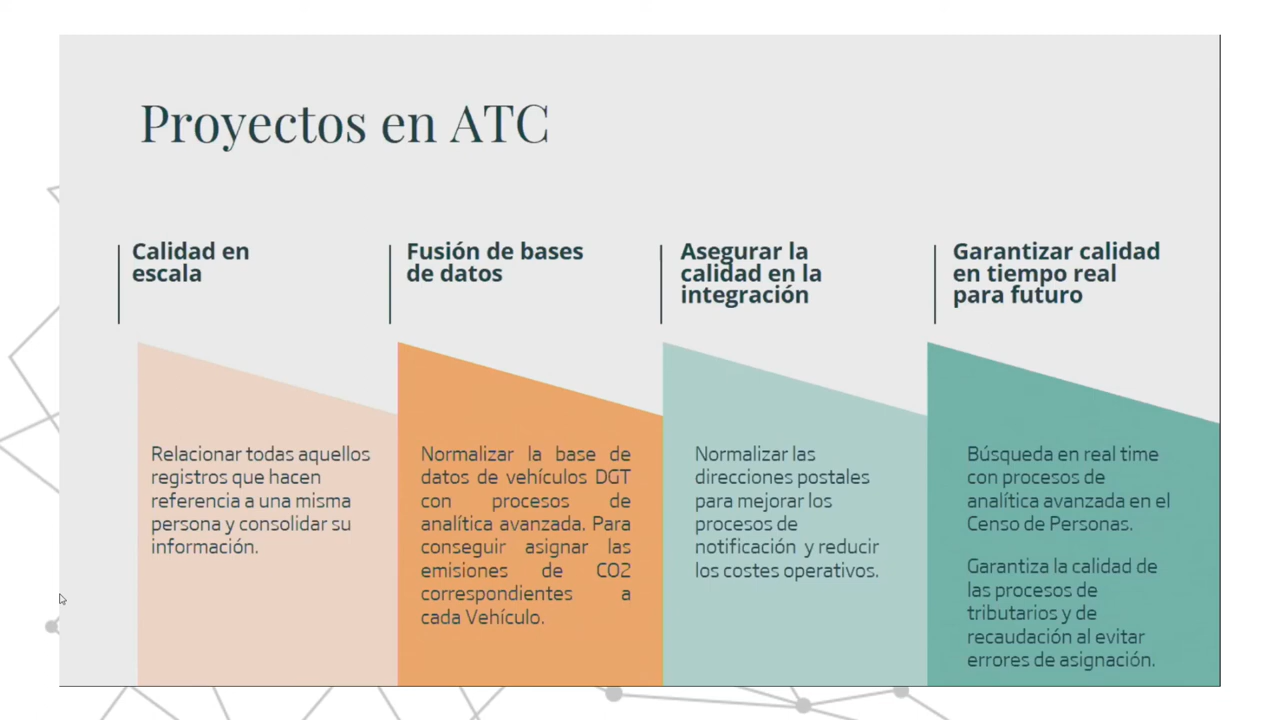 Proyectos en ATC
Calidad en
escala
Relacionar todas aquellos
registros que hacen
referencia a una misma
persona y consolidar su
información.
Fusión de bases
de datos
Normalizar la base de
datos de vehículos DGT
con procesos de
analítica avanzada. Para
conseguir asignar las
emisiones de CO2
correspondientes a
cada Vehículo.
Asegurar la
calidad en la
integración
Normalizar las
direcciones postales
para mejorar los
procesos de
notificación y reducir
los costes operativos.
Garantizar calidad
en tiempo real
para futuro
Búsqueda en real time
con procesos de
analítica avanzada en el
Censo de Personas.
Garantiza la calidad de
las procesos de
tributarios y de
recaudación al evitar
errores de asignación.